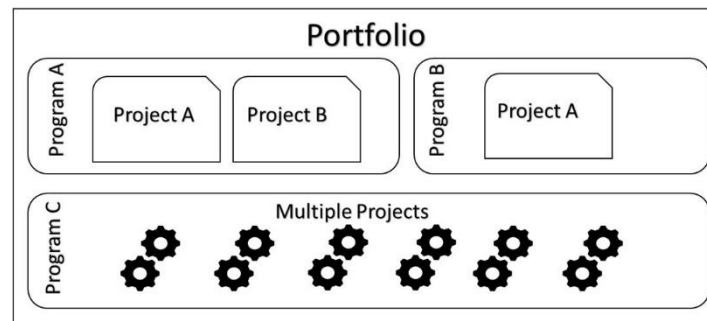 Portfolio
Program A
Project A
Project B
Program B
Project A
Program C
Multiple Projects